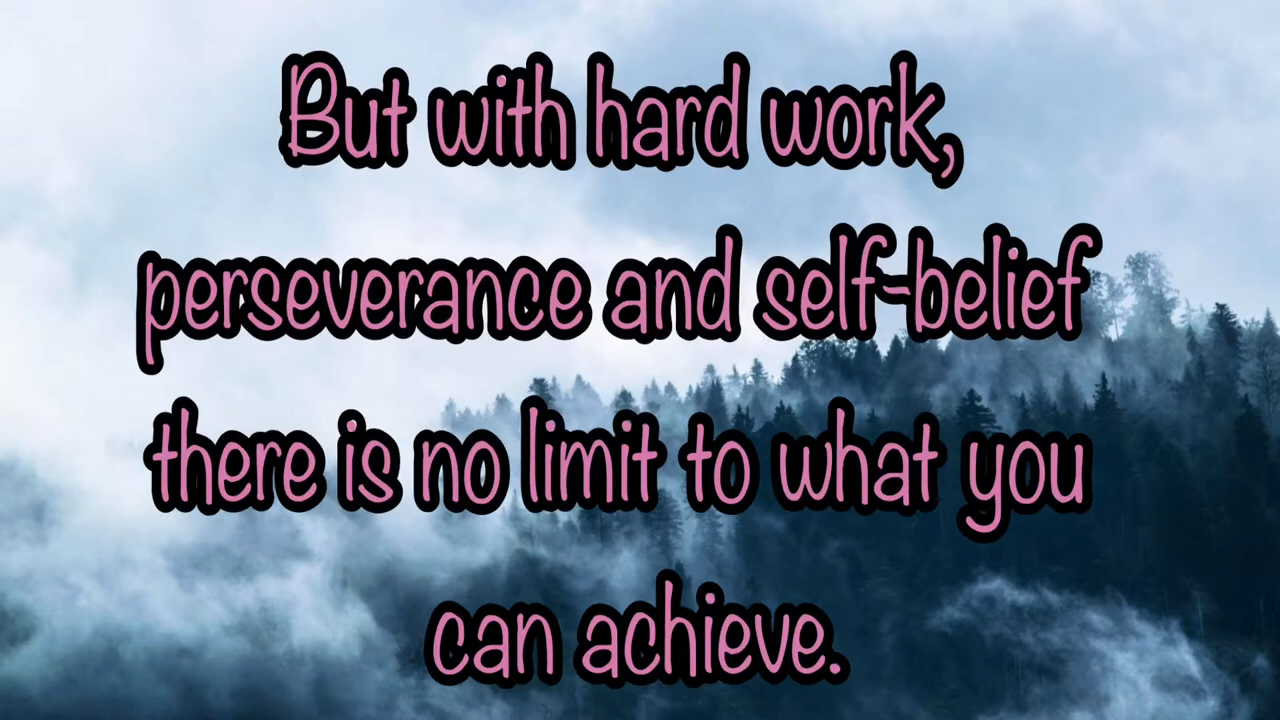 But with hard work,
perseverance and self-belief
there is no limit to what you
can achieve.